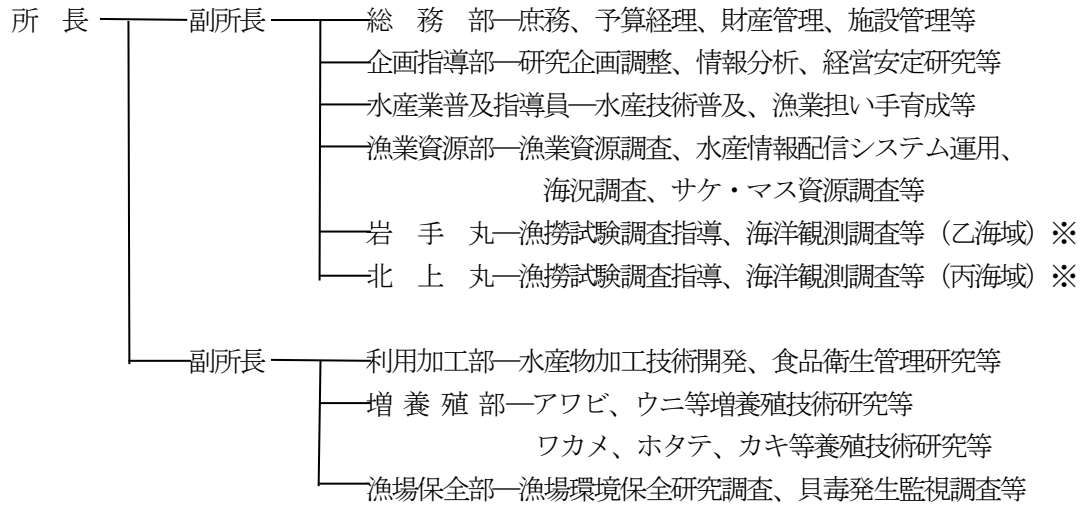 所　長　副所長　総　務　部―庶務、予算経理、財産管理、施設管理等
企画指導部―研究企画調整、情報分析、経営安定研究等
水産業普及指導員―水産技術普及、漁業担い手育成等
漁業資源部―漁業資源調査、水産情報配信システム運用、
海況調査、サケ・マス資源調査等
岩　手　丸―漁撈試験調査指導、海洋観測調査等（乙海域）※
北　上　丸―漁撈試験調査指導、海洋観測調査等（丙海域）※
副所長　利用加工部―水産物加工技術開発、食品衛生管理研究等
増 養 殖 部―アワビ、ウニ等増養殖技術研究等
ワカメ、ホタテ、カキ等養殖技術研究等
漁場保全部―漁場環境保全研究調査、貝毒発生監視調査等